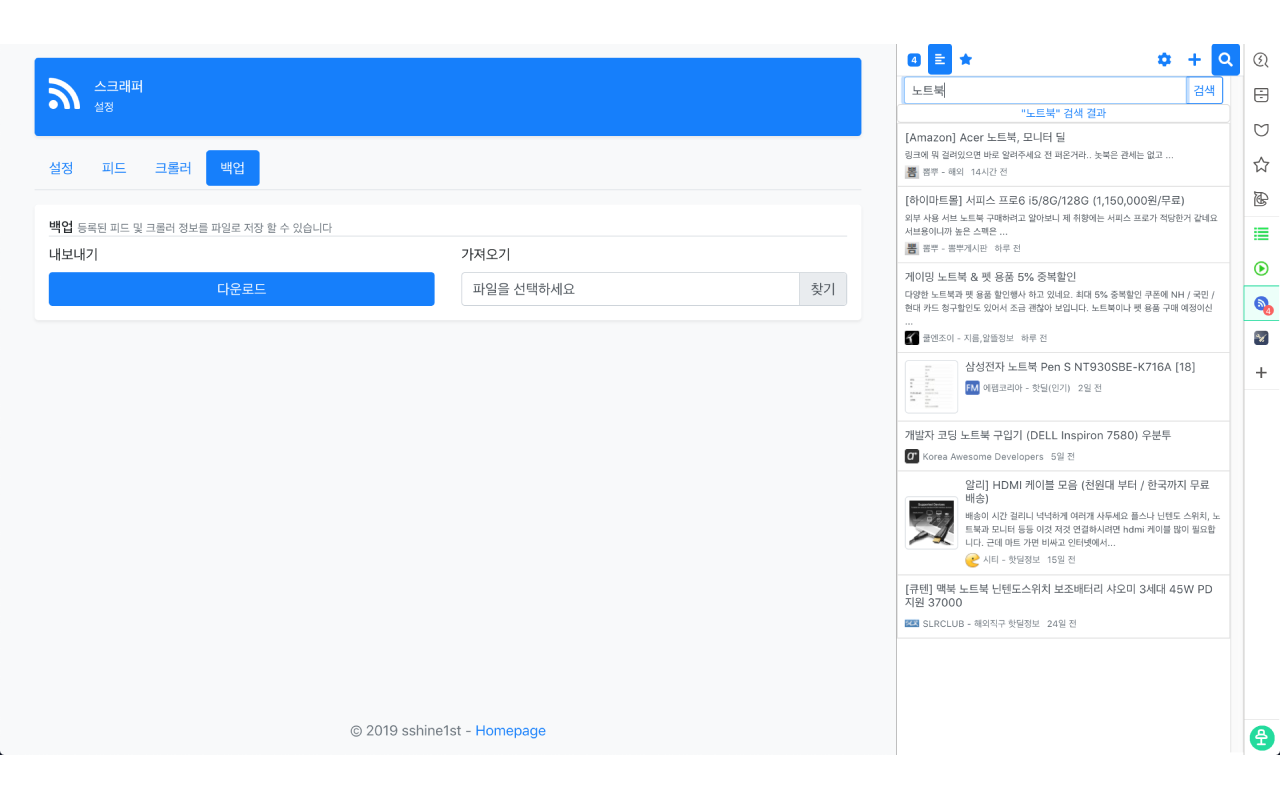 스크래퍼
설정
설정
피드
크롤러
백업
백업 등록된 피드 및 크롤러 정보를 파일로 저장 할 수 있습니다
내보내기
다운로드
가져오기
파일을 선택하세요
찾기
© 2019 sshine1st - Homepage
4
노트북
검색
"노트북" 검색 결과
[Amazon] Acer 노트북, 모니터 딜
링크에 뭐 걸려있으면 바로 알려주세요 전 퍼온거라.. 놋북은 관세는 없고 ...
뽐뿌 - 해외 14시간 전
[하이마트몰] 서피스 프로6 i5/8G/128G (1,150,000원/무료)
외부 사용 서브 노트북 구매하려고 알아보니 제 취향에는 서피스 프로가 적당한거 같네요
서브용이니까 높은 스펙은 ...
뽐뿌 - 뽐뿌게시판 하루 전
게이밍 노트북 & 펫 용품 5% 중복할인
다양한 노트북과 펫 용품 할인행사 하고 있네요. 최대 5% 중복할인 쿠폰에 NH / 국민 /
현대 카드 청구할인도 있어서 조금 괜찮아 보입니다. 노트북이나 펫 용품 구매 예정이신
...
쿨엔조이 - 지름,알뜰정보 하루 전
삼성전자 노트북 Pen S NT930SBE-K716A [18]
FM 에펨코리아 - 핫딜(인기) 2일 전
개발자 코딩 노트북 구입기 (DELL Inspiron 7580) 우분투
Korea Awesome Developers 5일 전
알리] HDMI 케이블 모음 (천원대 부터 / 한국까지 무료
배송)
배송이 시간 걸리니 넉넉하게 여러개 사두세요 플스나 닌텐도 스위치, 노
트북과 모니터 등등 이것 저것 연결하시려면 hdmi 케이블 많이 필요합
니다. 근데 마트 가면 비싸고 인터넷에서...
시티 - 핫딜정보 15일 전
[큐텐] 맥북 노트북 닌텐도스위치 보조배터리 샤오미 3세대 45W PD
지원 37000
SLRCLUB - 해외직구 핫딜정보 24일 전
4